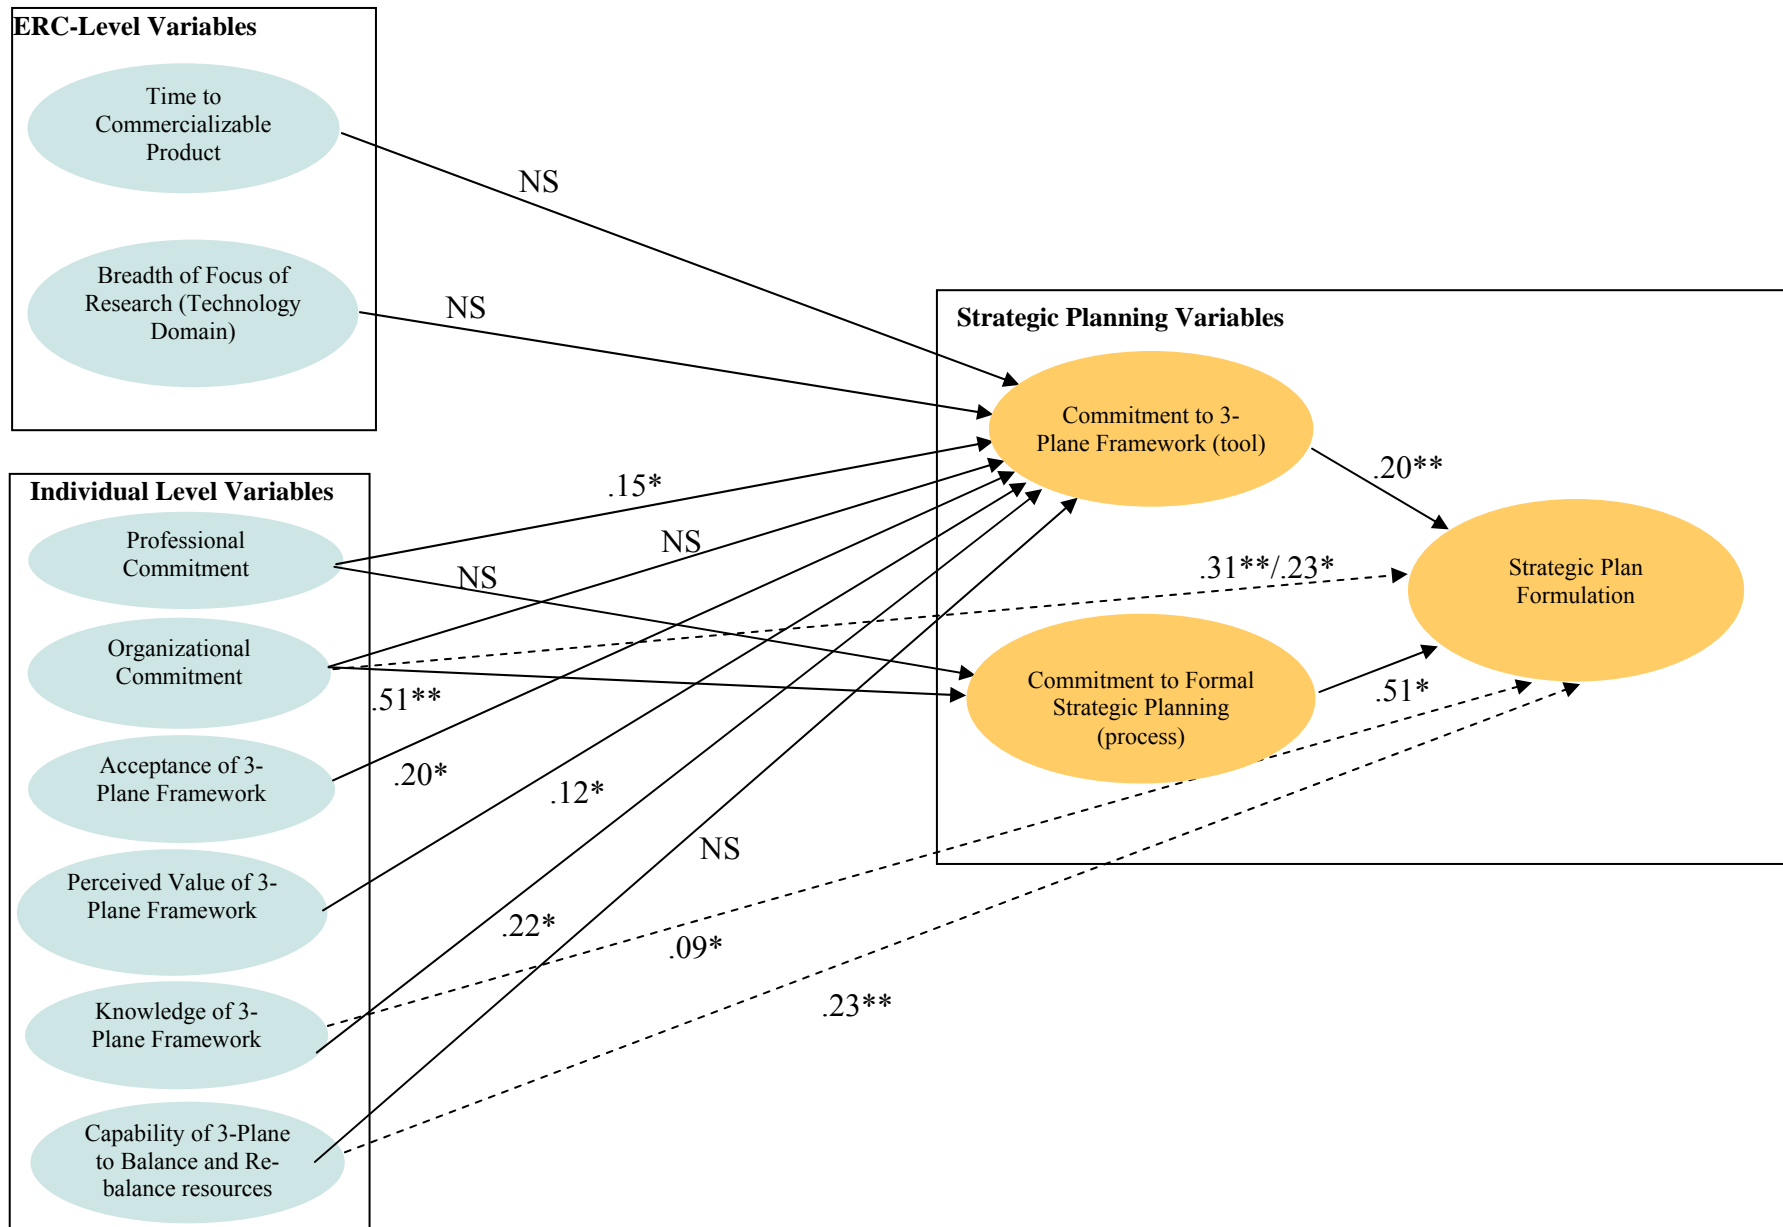 ERC-Level Variables
Time to
Commercializable
Product
NS
Breadth of Focus of
Research (Technology
Domain)
NS
Strategic Planning Variables
Commitment to 3-
Plane Framework (tool)
.20**
Individual Level Variables
Professional
Commitment
.15*
NS
NS
.31**/.23*
Strategic Plan
Formulation
Organizational
Commitment
.51**
Commitment to Formal
Strategic Planning
(process)
.51*
Acceptance of 3-
Plane Framework
.20*
.12*
NS
Perceived Value of 3-
Plane Framework
.22*
.09*
Knowledge of 3-
Plane Framework
.23**
Capability of 3-Plane
to Balance and Re-
balance resources